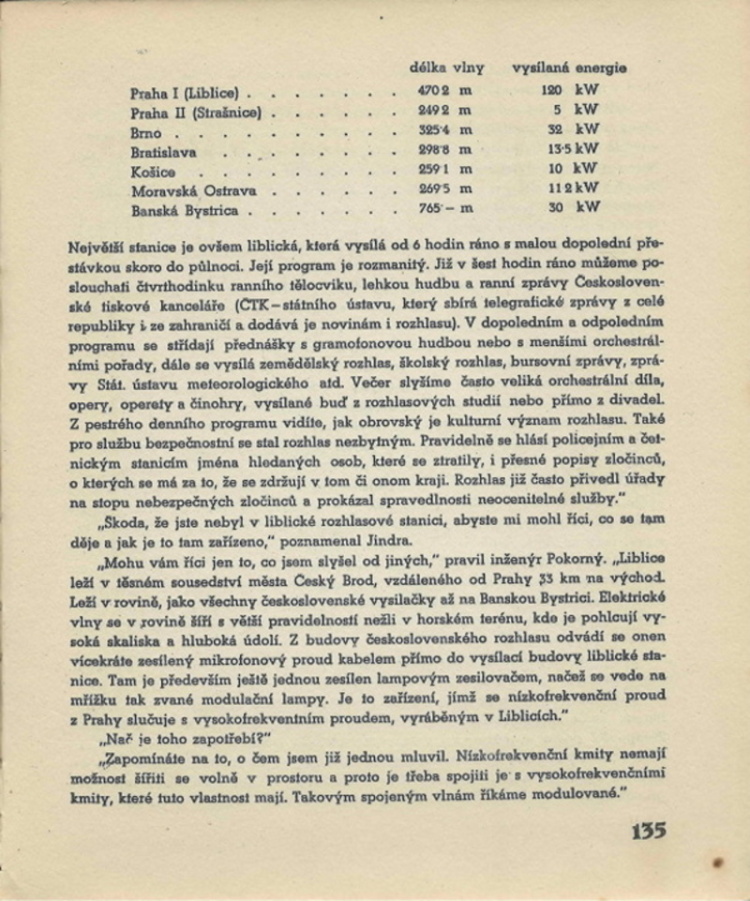 délka vlny vysílaná energie
Praha I (Liblice) . . . . . . . 470·2 m 120 kW
Praha II (Strašnice) . . . . . . 249·2 m 5 kW
Brno . . . . . . . . . . 325·4 m 32 kW
Bratislava . . . . . . . . 298·8 m 13·5 kW
Košice . . . . . . . . . 259·1 m 10 kW
Moravská Ostrava . . . . . . 269·5 m 11·2 kW
Banská Bystrica . . . . . . . 765·— m 30 kW
Největší stanice je ovšem liblická, která vysílá od 6 hodin ráno s malou dopolední pře-
stávkou skoro do půlnoci. Její program je rozmanitý. Již v šest hodin ráno můžeme po-
slouchati čtvrthodinku ranního tělocviku, lehkou hudbu a ranní zprávy Českosloven-
ské tiskové kanceláře (ČTK — státního ústavu, který sbírá telegrafické zprávy z celé
republiky i ze zahraničí a dodává je novinám i rozhlasu). V dopoledním a odpoledním
programu se střídají přednášky s gramofonovou hudbou nebo s menšími orchestrál-
ními pořady, dále se vysílá zemědělský rozhlas, školský rozhlas, bursovní zprávy, zprá-
vy Stát. ústavu meteorologického atd. Večer slyšíme často veliká orchestrální díla,
opery, operety a činohry, vysílané buď z rozhlasových studií nebo přímo z divadel.
Z pestrého denního programu vidíte, jak obrovský je kulturní význam rozhlasu. Také
pro službu bezpečnostní se stal rozhlas nezbytným. Pravidelně se hlásí policejním a čet-
nickým stanicím jména hledaných osob, které se ztratily, i přesné popisy zločinců,
o kterých se má za to, že se zdržují v tom či onom kraji. Rozhlas již často přivedl úřady
na stopu nebezpečných zločinců a prokázal spravedlnosti neocenitelné služby.“
„Škoda, že jste nebyl v liblické rozhlasové stanici, abyste mi mohl říci, co se tam
děje a jak je to tam zařízeno,“ poznamenal Jindra.
„Mohu vám říci jen to, co jsem slyšel od jiných,“ pravil inženýr Pokorný. „Liblice
leží v těsném sousedství města Český Brod, vzdáleného od Prahy 33 km na východ.
Leží v rovině, jako všechny československé vysilačky až na Banskou Bystrici. Elektrické
vlny se v rovině šíří s větší pravidelností nežli v horském terénu, kde je pohlcují vy-
soká skaliska a hluboká údolí. Z budovy československého rozhlasu odvádí se onen
vícekráte zesílený mikrofonový proud kabelem přímo do vysílací budovy liblické sta-
nice. Tam je především ještě jednou zesílen lampovým zesilovačem, načež se vede na
mřížku tak zvané modulační lampy. Je to zařízení, jímž se nízkofrekvenční proud
z Prahy slučuje s vysokofrekventním proudem, vyráběným v Liblicích.“
„Nač je toho zapotřebí?“
„Zapomínáte na to, o čem jsem již jednou mluvil. Nízkofrekvenční kmity nemají
možnost šířiti se volně v prostoru a proto je třeba spojiti je s vysokofrekvenčními
kmity, které tuto vlastnost mají. Takovým spojeným vlnám říkáme modulované.“
135